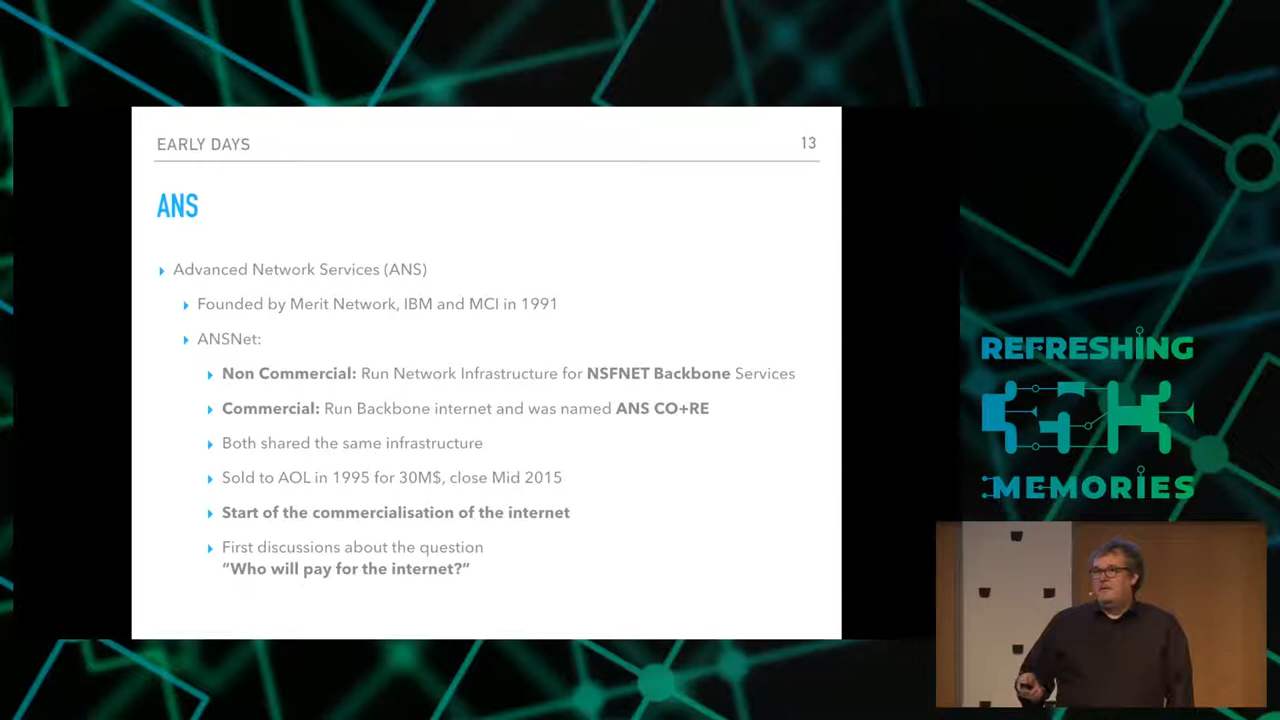 EARLY DAYS
13
ANS
Advanced Network Services (ANS)
Founded by Merit Network, IBM and MCI in 1991
ANSNet:
Non Commercial: Run Network Infrastructure for NSFNET Backbone Services
Commercial: Run Backbone internet and was named ANS CO+RE
Both shared the same infrastructure
Sold to AOL in 1995 for 30M$, close Mid 2015
Start of the commercialisation of the internet
First discussions about the question
"Who will pay for the internet?"
REFRESHING
MEMORIES